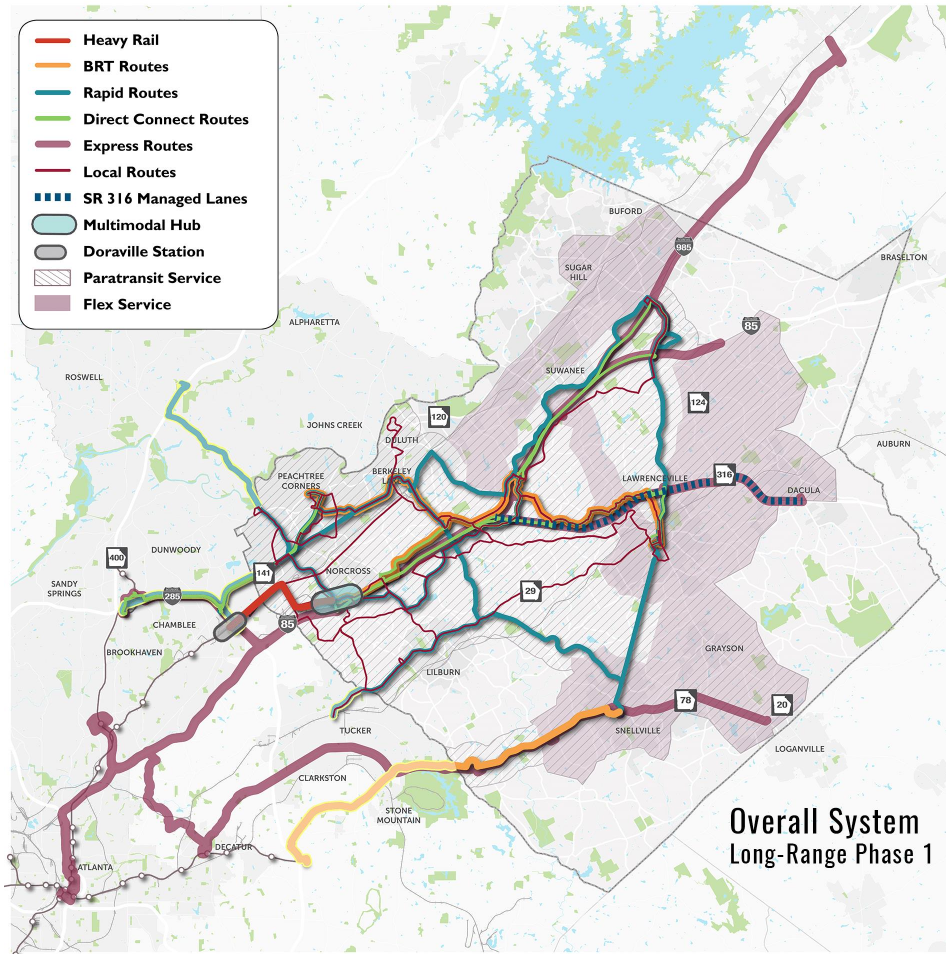 Heavy Rail
BRT Routes
Rapid Routes
Direct Connect Routes
Express Routes
Local Routes
SR 316 Managed Lanes
Multimodal Hub
Doraville Station
Paratransit Service
Flex Service
BUFORD
985
BRASELTON
SUGAR
HILL
ALPHARETTA
85
ROSWELL
SUWANEE
124
120
JOHNS CREEK
DULUTH
AUBURN
BERKELEY
PEACHTREE
CORNERS
LAWRENCEVILLE
316
DACULA
DUNWOODY
400
141
NORCROSS
SANDY
SPRINGS
285
29
CHAMBLEE
85
BROOKHAVEN
GRAYSON
LILBURN
78
20
TUCKER
SNELLVILLE
LOGANVILLE
CLARKSTON
STONE
MOUNTAIN
DECATUR
ATLANTA
Overall System
Long-Range Phase 1